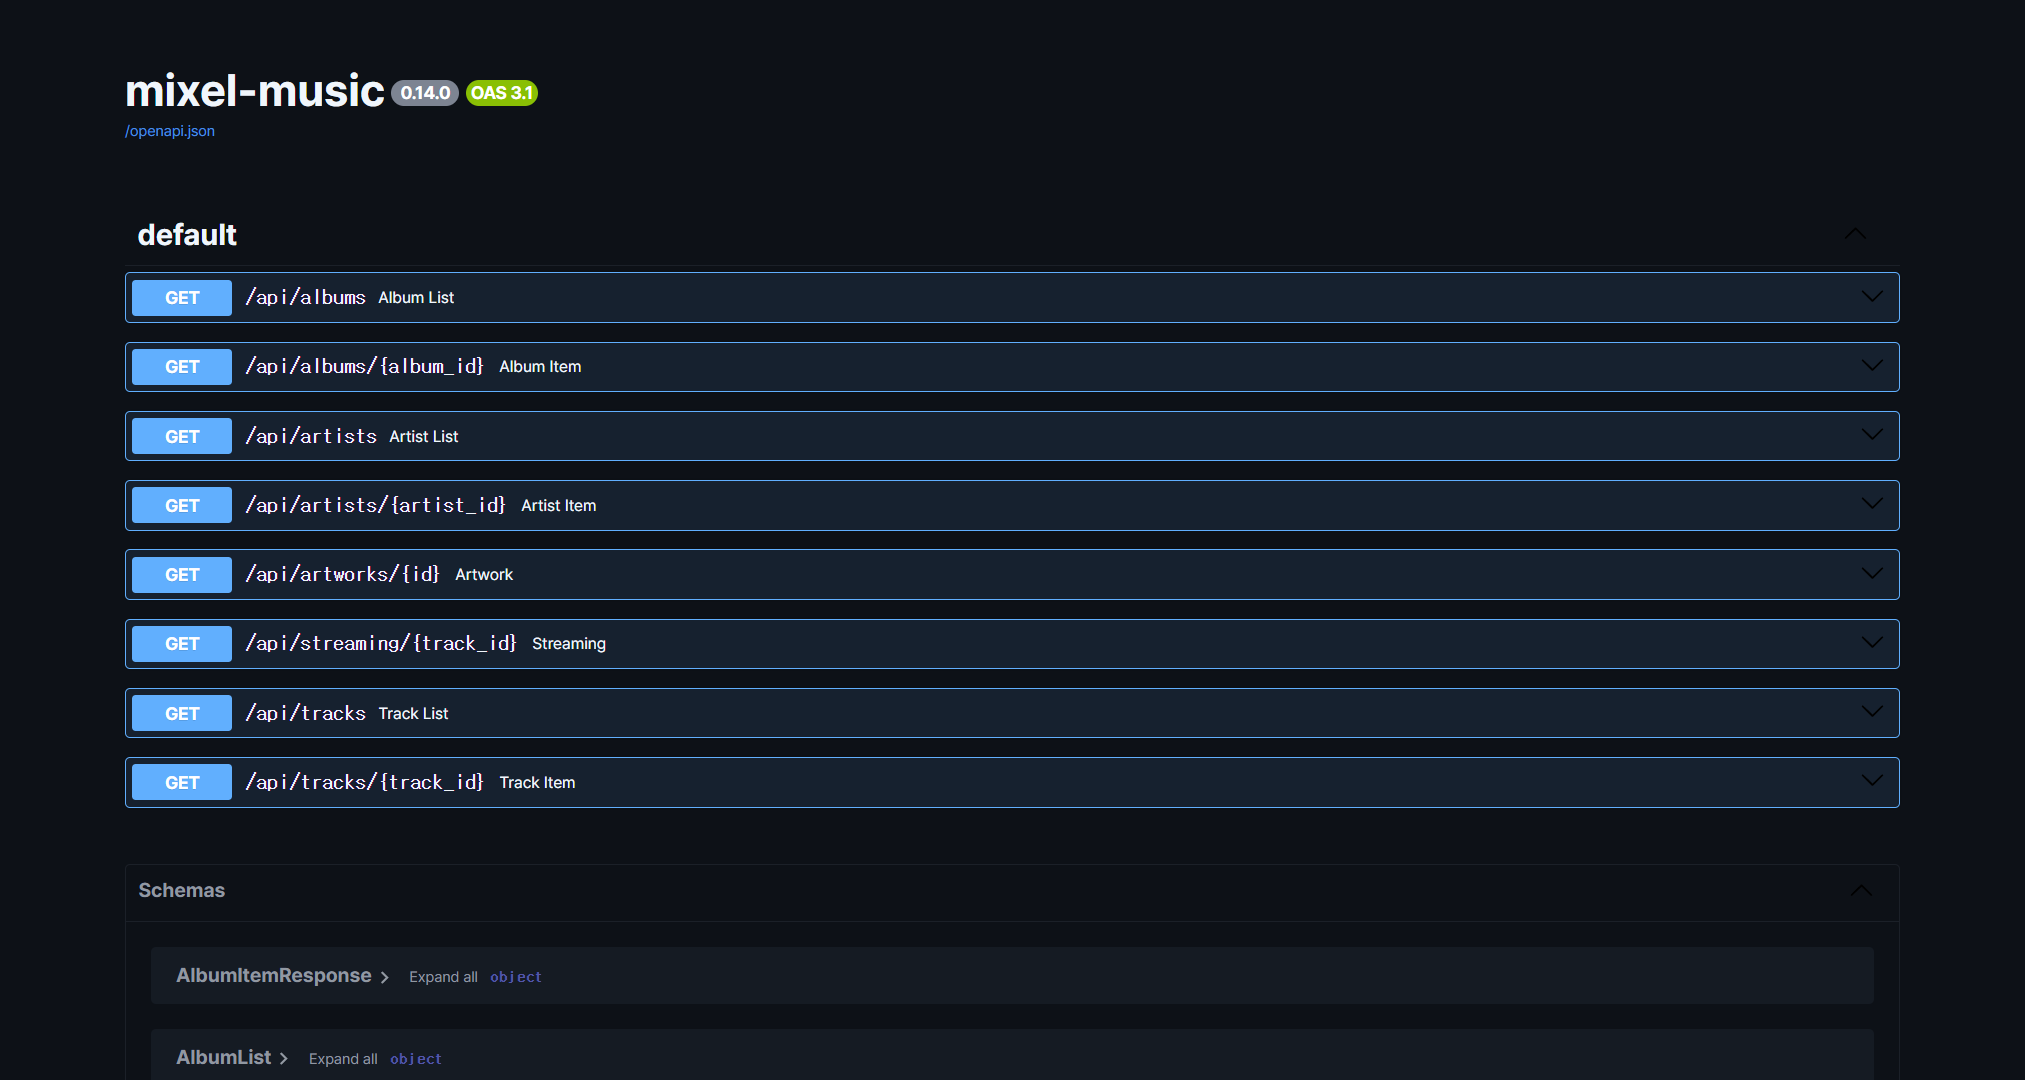 mixel-music 0.14.0 OAS 3.1
/openapi.json
default
GET /api/albums Album List
GET /api/albums/{album_id} Album Item
GET /api/artists Artist List
GET /api/artists/{artist_id} Artist Item
GET /api/artworks/{id} Artwork
GET /api/streaming/{track_id} Streaming
GET /api/tracks Track List
GET /api/tracks/{track_id} Track Item
Schemas
AlbumItemResponse Expand all object
AlbumList Expand all object